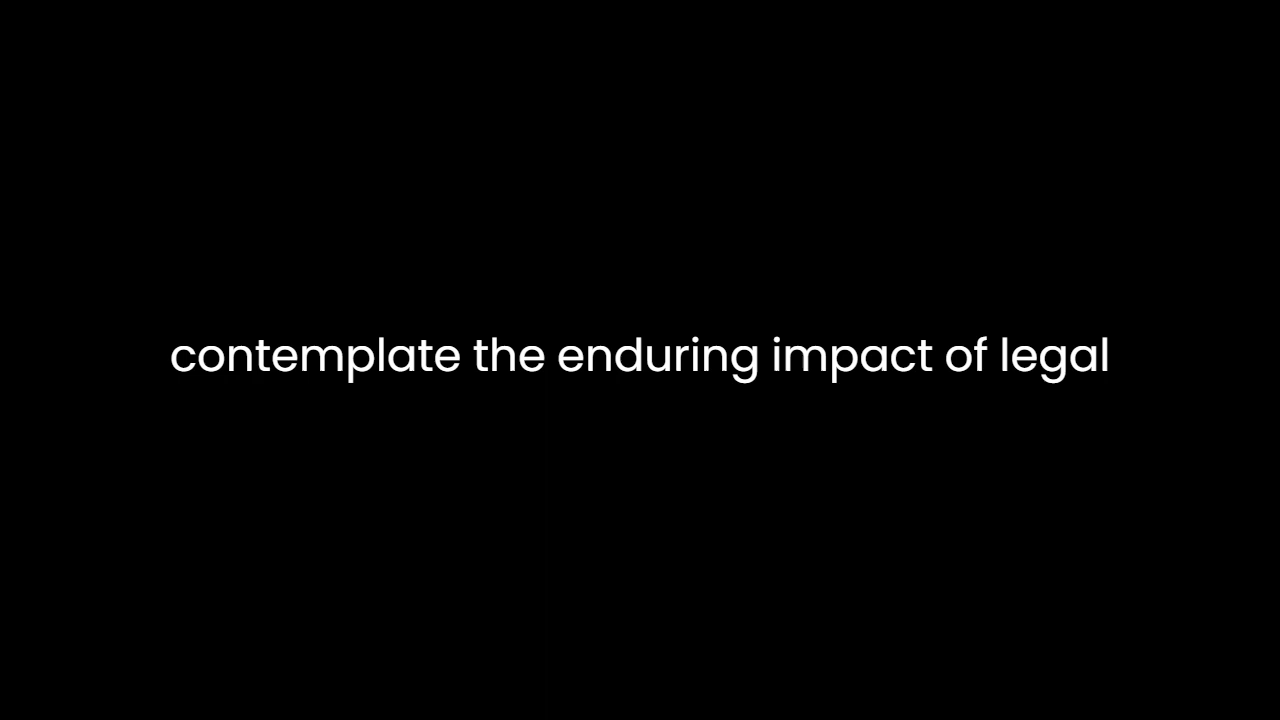 contemplate the enduring impact of legal